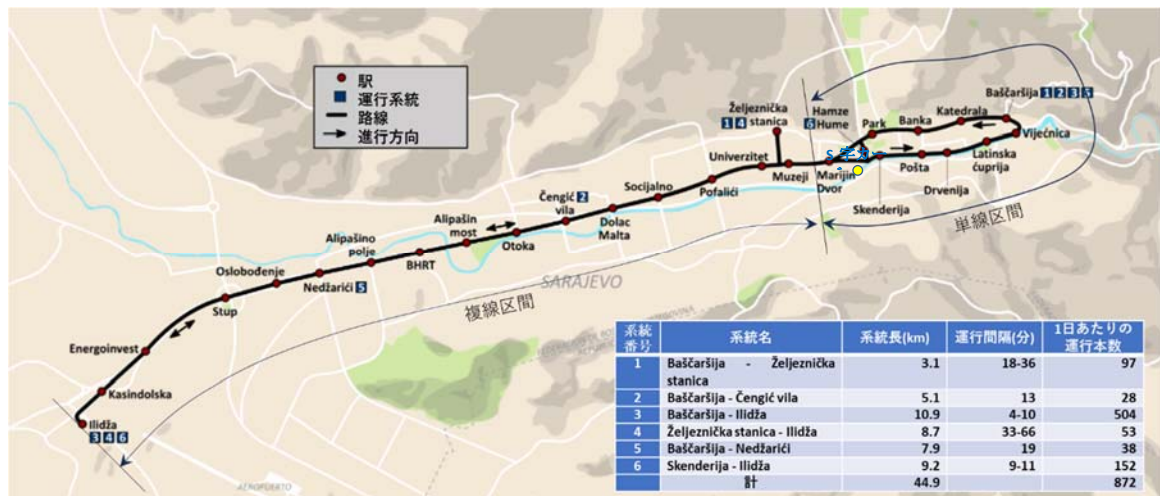 駅
運行系統
路線
進行方向
Željeznička
stanica
1 4
6
Hamze
Hume
Park
Banka
Katedrala
Baščaršija 1 2 3 5
Vijećnica
Latinska
ćuprija
Drvenija
Pošta
Skenderija
Marijin
Dvor
Muzeji
Univerzitet
Pofalići
Socijalno
Dolac
Malta
Čengić
vila 2
Otoka
Alipašin
most
BHRT
Alipašino
polje
Nedžarići 5
Oslobođenje
Stup
Energoinvest
Kasindolska
Ilidža
3 4 6
複線区間
単線区間
SARAJEVO
AEROPOERTO
系統番号 系統名 系統長(km) 運行間隔(分) 1日あたりの運行本数
1 Baščaršija - Željeznička stanica 3.1 18-36 97
2 Baščaršija - Čengić vila 5.1 13 28
3 Baščaršija - Ilidža 10.9 4-10 504
4 Željeznička stanica - Ilidža 8.7 33-66 53
5 Baščaršija - Nedžarići 7.9 19 38
6 Skenderija - Ilidža 9.2 9-11 152
計 44.9 872